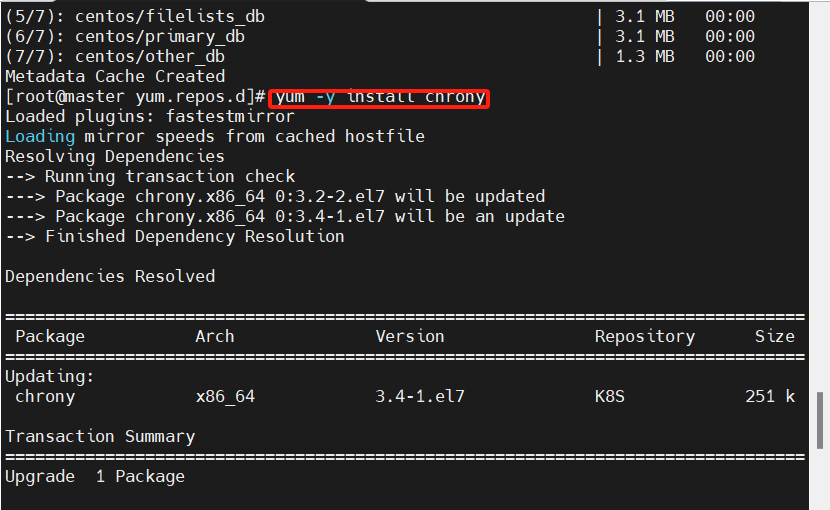 (5/7): centos/filelists_db | 3.1 MB 00:00
(6/7): centos/primary_db | 3.1 MB 00:00
(7/7): centos/other_db | 1.3 MB 00:00
Metadata Cache Created
[root@master yum.repos.d]# yum -y install chrony
Loaded plugins: fastestmirror
Loading mirror speeds from cached hostfile
Resolving Dependencies
--> Running transaction check
---> Package chrony.x86_64 0:3.2-2.el7 will be updated
---> Package chrony.x86_64 0:3.4-1.el7 will be an update
--> Finished Dependency Resolution
Dependencies Resolved
================================================================================
Package Arch Version Repository Size
================================================================================
Updating:
chrony x86_64 3.4-1.el7 K8S 251 k
Transaction Summary
================================================================================
Upgrade 1 Package